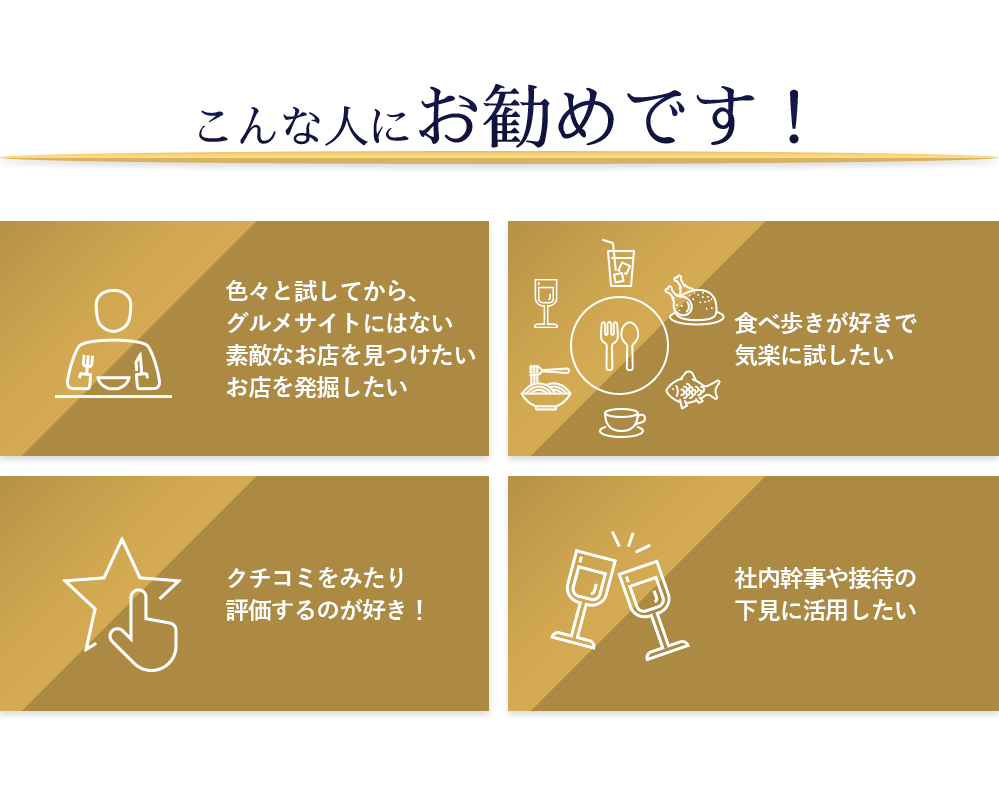 こんな人にお勧めです！
色々と試してから、
グルメサイトにはない
素敵なお店を見つけたい
お店を発掘したい
食べ歩きが好きで
気楽に試したい
クチコミをみたり
評価するのが好き！
社内幹事や接待の
下見に活用したい